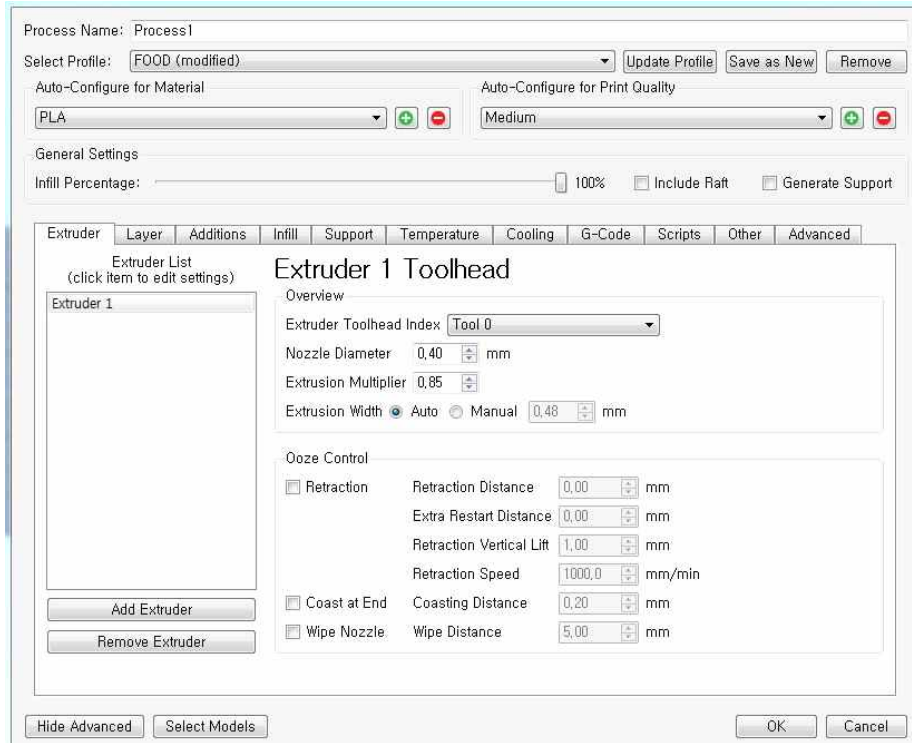 Process Name: Process1
Select Profile: FOOD (modified) Update Profile Save as New Remove
Auto-Configure for Material Auto-Configure for Print Quality
PLA Medium
General Settings
Infill Percentage: 100% Include Raft Generate Support
Extruder Layer Additions Infill Support Temperature Cooling G-Code Scripts Other Advanced
Extruder List
(click item to edit settings)
Extruder 1
Add Extruder
Remove Extruder
Extruder 1 Toolhead
Overview
Extruder Toolhead Index Tool 0
Nozzle Diameter 0,40 mm
Extrusion Multiplier 0,85
Extrusion Width Auto Manual 0,48 mm
Ooze Control
Retraction Retraction Distance 0,00 mm
Extra Restart Distance 0,00 mm
Retraction Vertical Lift 1,00 mm
Retraction Speed 1000,0 mm/min
Coast at End Coasting Distance 0,20 mm
Wipe Nozzle Wipe Distance 5,00 mm
Hide Advanced Select Models OK Cancel